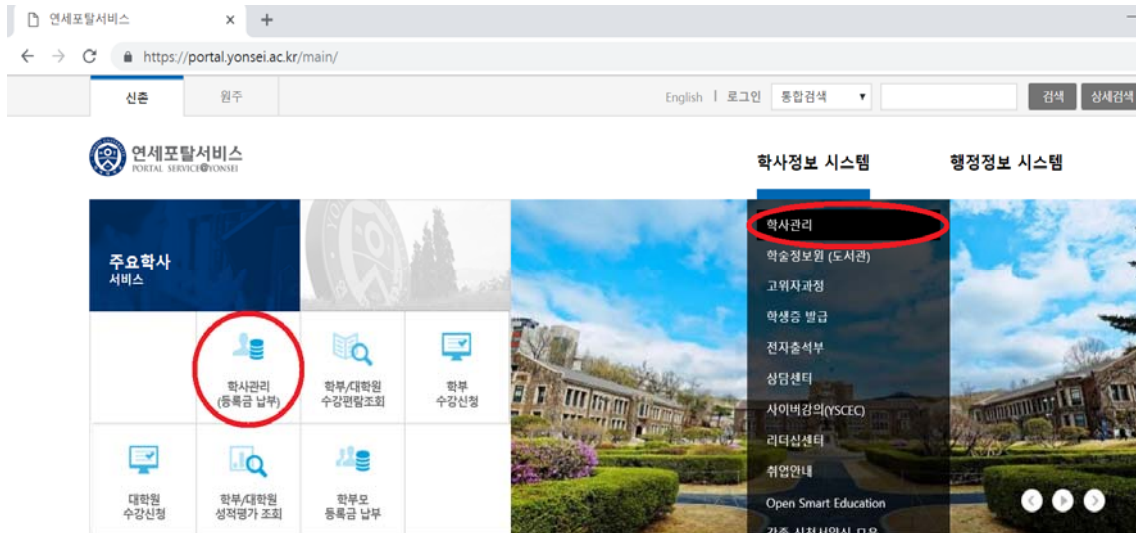 연세포탈서비스
https://portal.yonsei.ac.kr/main/
신촌 원주
English | 로그인 통합검색 검색 상세검색
연세포탈서비스
PORTAL SERVICE@YONSEI
학사정보 시스템 행정정보 시스템
주요학사
서비스
학사관리
(등록금 납부)
학부/대학원
수강편람조회
학부
수강신청
대학원
수강신청
학부/대학원
성적평가 조회
학부모
등록금 납부
학사관리
학술정보원 (도서관)
고위자과정
학생증 발급
전자출석부
상담센터
사이버강의(YSCEC)
리더십센터
취업안내
Open Smart Education